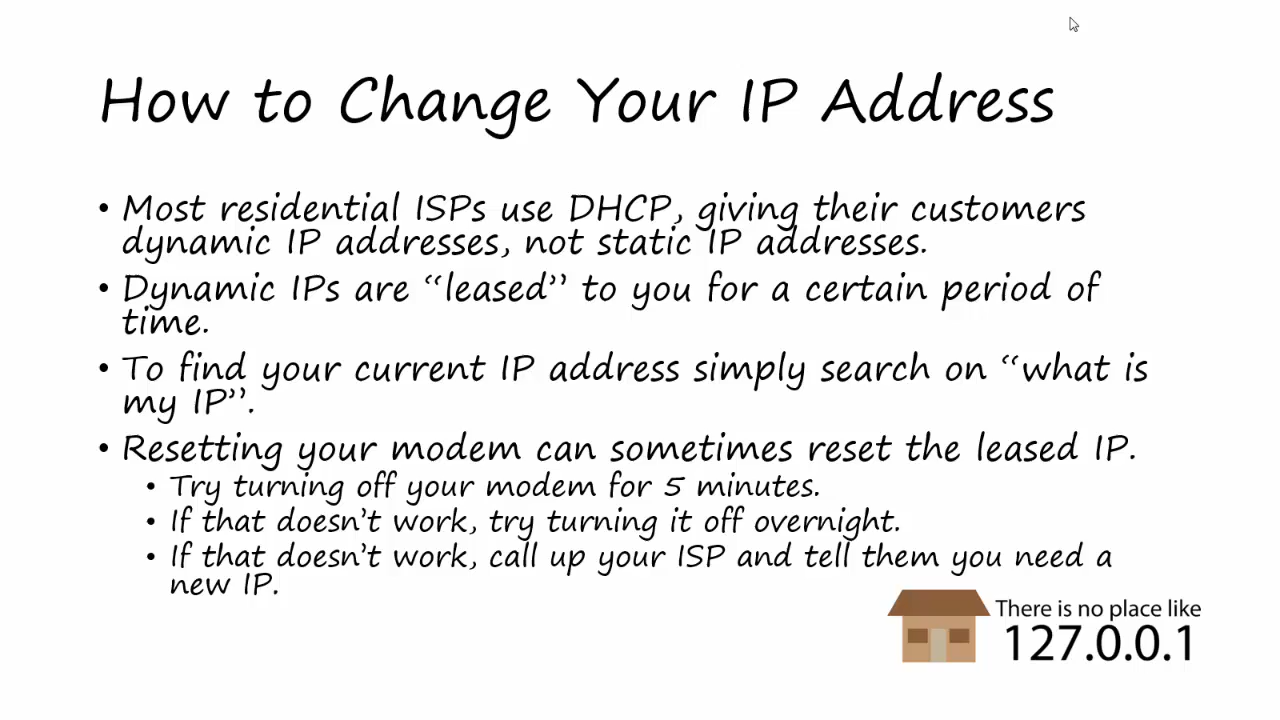 How to Change Your IP Address
• Most residential ISPs use DHCP, giving their customers
dynamic IP addresses, not static IP addresses.
• Dynamic IPs are “leased” to you for a certain period of
time.
• To find your current IP address simply search on “what is
my IP”.
• Resetting your modem can sometimes reset the leased IP.
• Try turning off your modem for 5 minutes.
• If that doesn’t work, try turning it off overnight.
• If that doesn’t work, call up your ISP and tell them you need a
new IP.
There is no place like
127.0.0.1